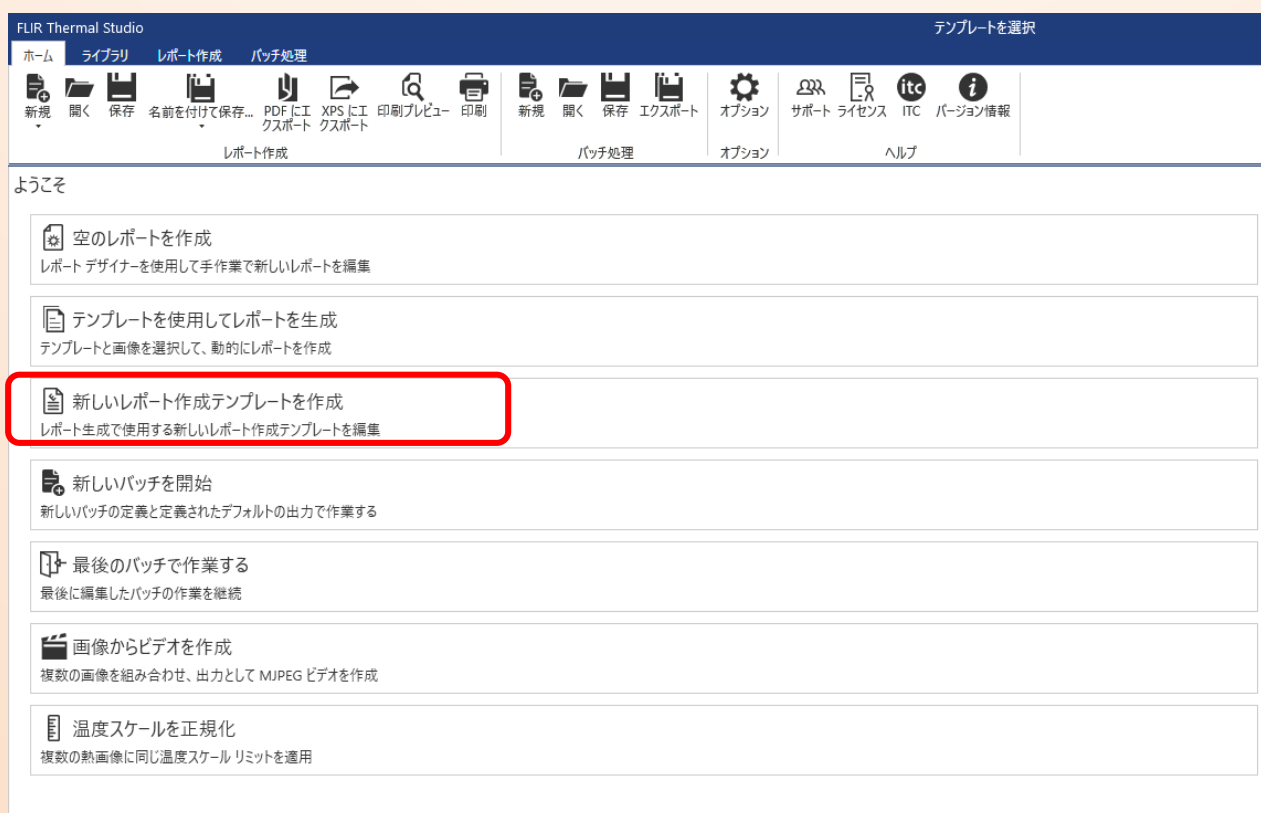 FLIR Thermal Studio
テンプレートを選択
ホーム ライブラリ レポート作成 バッチ処理
新規 開く 保存 名前を付けて保存... PDF にエクスポート XPS にエクスポート 印刷プレビュー 印刷 新規 開く 保存 エクスポート オプション サポート ライセンス itc ITC バージョン情報
レポート作成 バッチ処理 オプション ヘルプ
ようこそ
空のレポートを作成
レポート デザイナーを使用して手作業で新しいレポートを編集
テンプレートを使用してレポートを生成
テンプレートと画像を選択して、動的にレポートを作成
新しいレポート作成テンプレートを作成
レポート生成で使用する新しいレポート作成テンプレートを編集
新しいバッチを開始
新しいバッチの定義と定義されたデフォルトの出力で作業する
最後のバッチで作業する
最後に編集したバッチの作業を継続
画像からビデオを作成
複数の画像を組み合わせ、出力として MJPEG ビデオを作成
温度スケールを正規化
複数の熱画像に同じ温度スケール リミットを適用